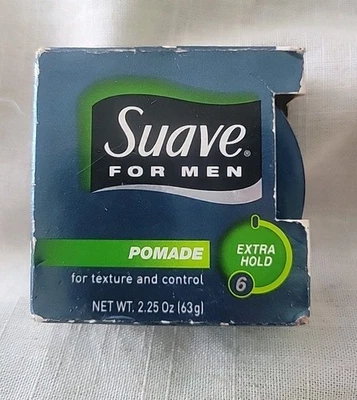 Suave®
FOR MEN
POMADE
EXTRA
HOLD
6
for texture and control
NET WT. 2.25 Oz (63g)